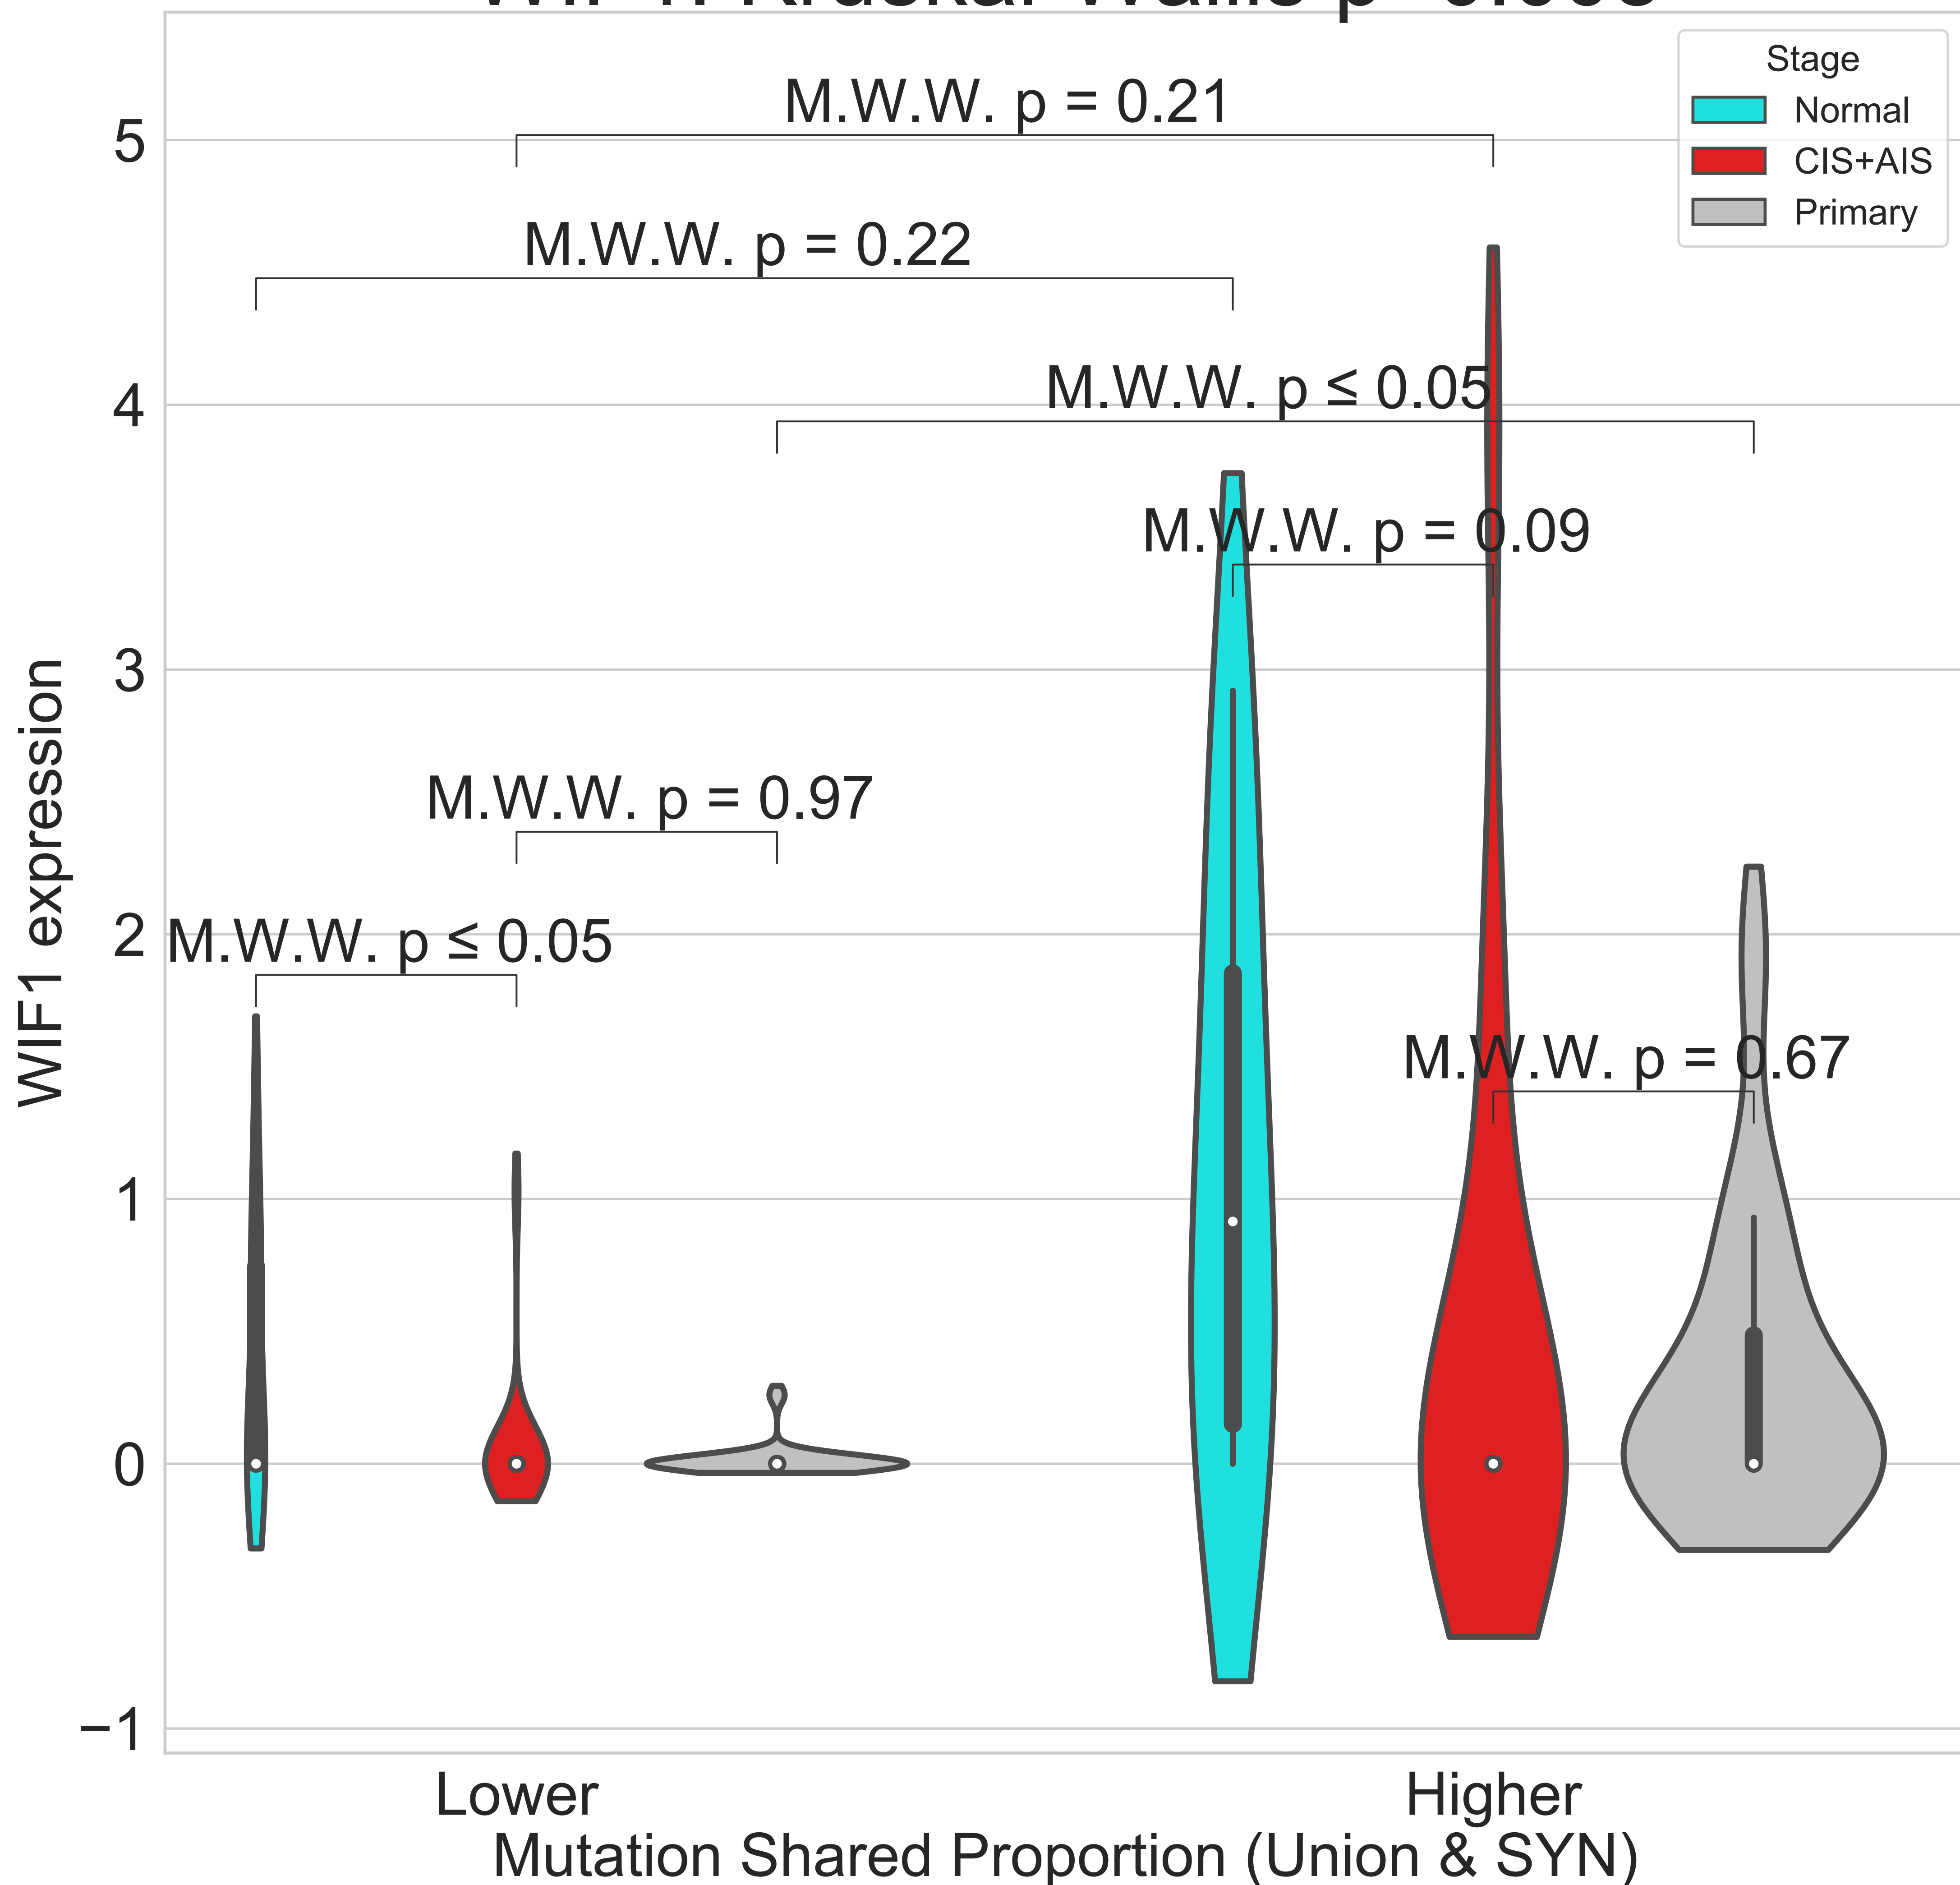 Stage
Normal
CIS+AIS
Primary
M.W.W. p = 0.21
M.W.W. p = 0.22
M.W.W. p ≤ 0.05
M.W.W. p = 0.09
M.W.W. p = 0.97
M.W.W. p ≤ 0.05
M.W.W. p = 0.67
5
4
3
2
1
0
−1
WIF1 expression
Lower
Higher
Mutation Shared Proportion (Union & SYN)